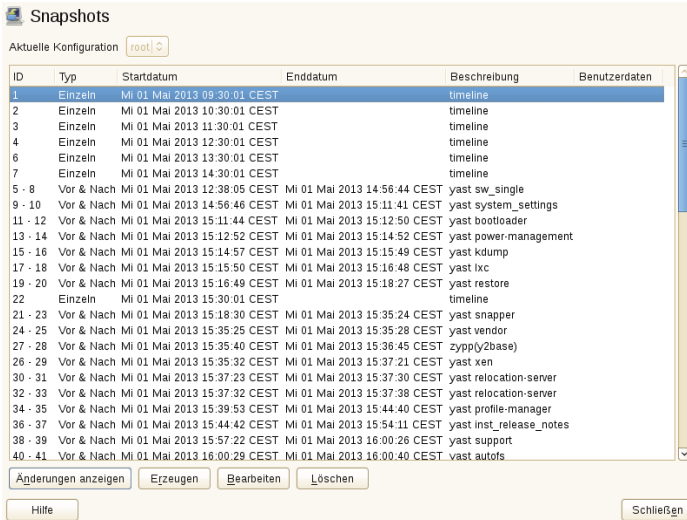 Snapshots
Aktuelle Konfiguration root
ID Typ Startdatum Enddatum Beschreibung Benutzerdaten
1 Einzeln Mi 01 Mai 2013 09:30:01 CEST timeline
2 Einzeln Mi 01 Mai 2013 10:30:01 CEST timeline
3 Einzeln Mi 01 Mai 2013 11:30:01 CEST timeline
4 Einzeln Mi 01 Mai 2013 12:30:01 CEST timeline
6 Einzeln Mi 01 Mai 2013 13:30:01 CEST timeline
7 Einzeln Mi 01 Mai 2013 14:30:01 CEST timeline
5 - 8 Vor & Nach Mi 01 Mai 2013 12:38:05 CEST Mi 01 Mai 2013 14:56:44 CEST yast sw_single
9 - 10 Vor & Nach Mi 01 Mai 2013 14:56:46 CEST Mi 01 Mai 2013 15:11:41 CEST yast system_settings
11 - 12 Vor & Nach Mi 01 Mai 2013 15:11:44 CEST Mi 01 Mai 2013 15:12:50 CEST yast bootloader
13 - 14 Vor & Nach Mi 01 Mai 2013 15:12:52 CEST Mi 01 Mai 2013 15:14:52 CEST yast power-management
15 - 16 Vor & Nach Mi 01 Mai 2013 15:14:57 CEST Mi 01 Mai 2013 15:15:49 CEST yast kdump
17 - 18 Vor & Nach Mi 01 Mai 2013 15:15:50 CEST Mi 01 Mai 2013 15:16:48 CEST yast lxc
19 - 20 Vor & Nach Mi 01 Mai 2013 15:16:49 CEST Mi 01 Mai 2013 15:18:27 CEST yast restore
22 Einzeln Mi 01 Mai 2013 15:30:01 CEST timeline
21 - 23 Vor & Nach Mi 01 Mai 2013 15:18:30 CEST Mi 01 Mai 2013 15:35:24 CEST yast snapper
24 - 25 Vor & Nach Mi 01 Mai 2013 15:35:25 CEST Mi 01 Mai 2013 15:35:28 CEST yast vendor
27 - 28 Vor & Nach Mi 01 Mai 2013 15:35:40 CEST Mi 01 Mai 2013 15:36:45 CEST zypp(y2base)
26 - 29 Vor & Nach Mi 01 Mai 2013 15:35:32 CEST Mi 01 Mai 2013 15:37:21 CEST yast xen
30 - 31 Vor & Nach Mi 01 Mai 2013 15:37:23 CEST Mi 01 Mai 2013 15:37:30 CEST yast relocation-server
32 - 33 Vor & Nach Mi 01 Mai 2013 15:37:32 CEST Mi 01 Mai 2013 15:37:38 CEST yast relocation-server
34 - 35 Vor & Nach Mi 01 Mai 2013 15:39:53 CEST Mi 01 Mai 2013 15:44:40 CEST yast profile-manager
36 - 37 Vor & Nach Mi 01 Mai 2013 15:44:42 CEST Mi 01 Mai 2013 15:54:11 CEST yast inst_release_notes
38 - 39 Vor & Nach Mi 01 Mai 2013 15:57:22 CEST Mi 01 Mai 2013 16:00:26 CEST yast support
40 - 41 Vor & Nach Mi 01 Mai 2013 16:00:29 CEST Mi 01 Mai 2013 16:00:40 CEST yast autofs
Änderungen anzeigen Erzeugen Bearbeiten Löschen
Hilfe Schließen